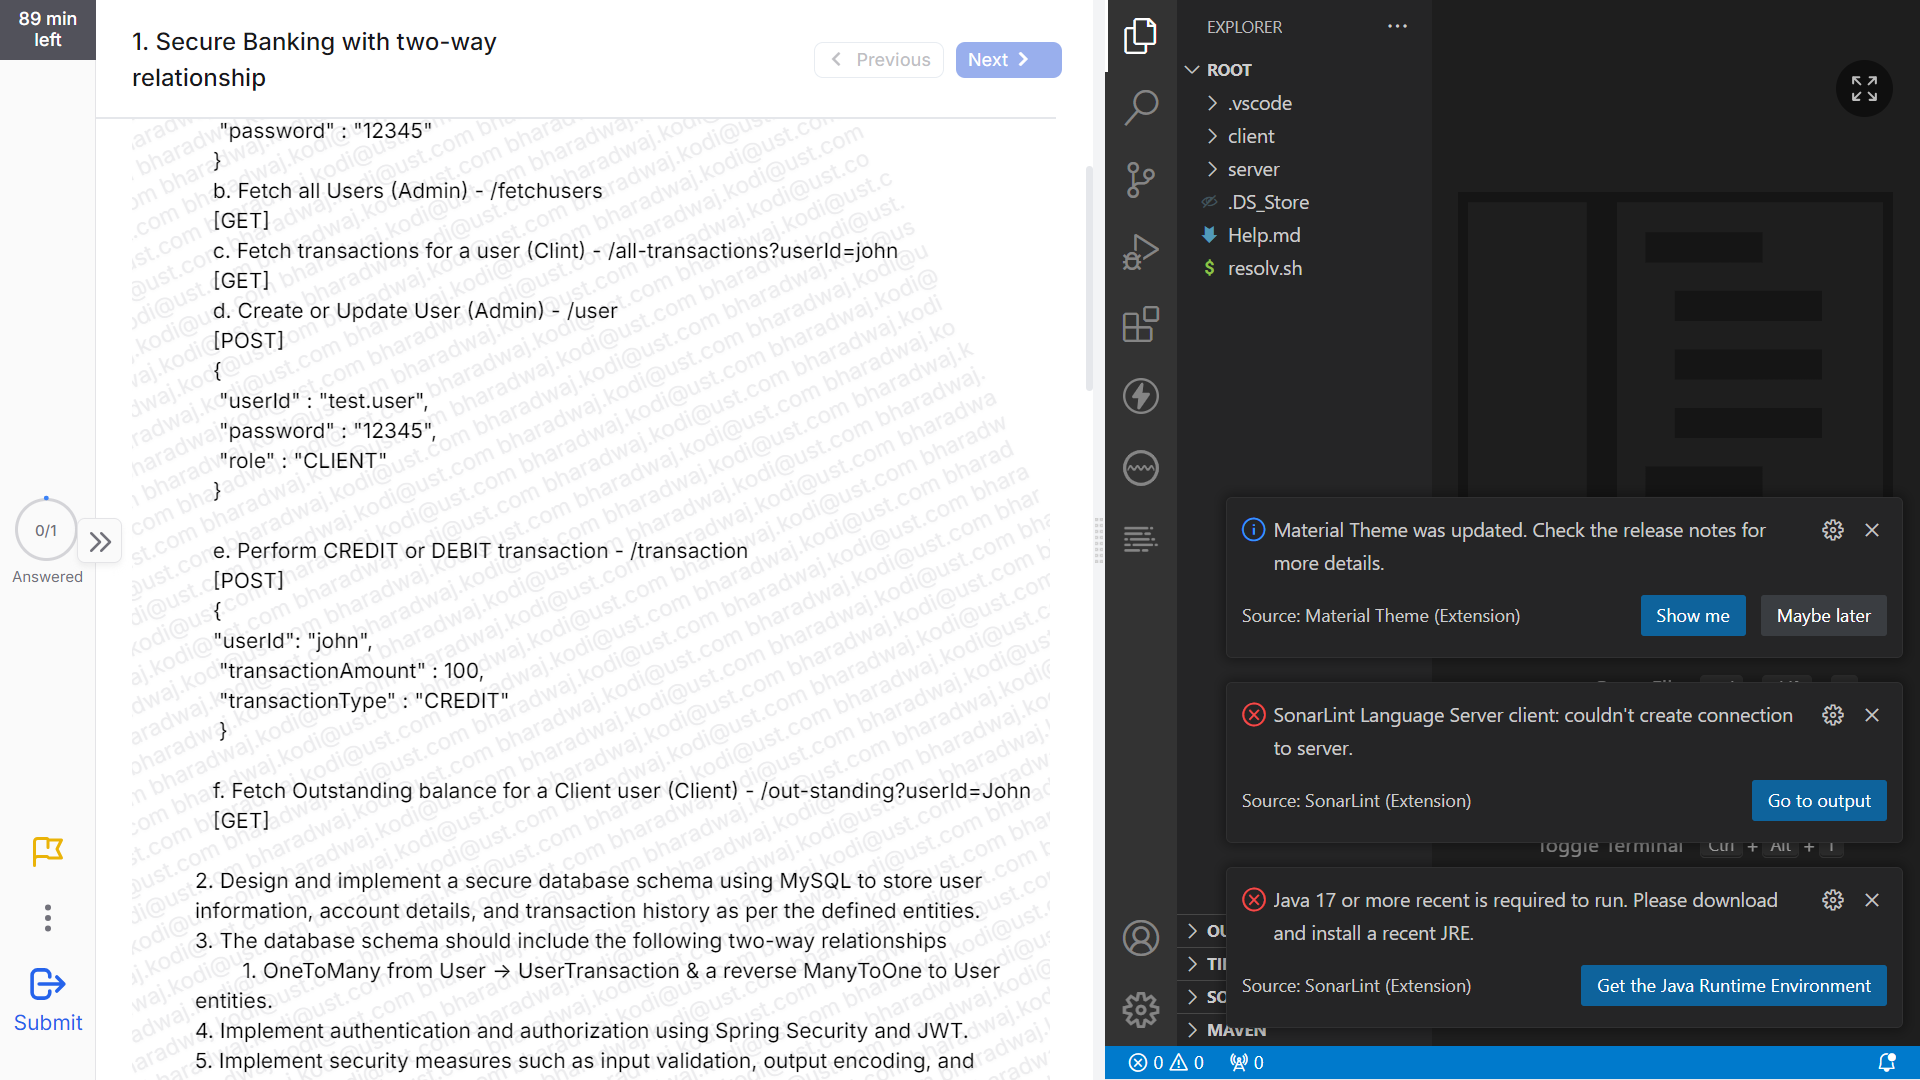 89 min
left
1. Secure Banking with two-way
relationship
Previous
Next
"password" : "12345"
}
b. Fetch all Users (Admin) - /fetchusers
[GET]
c. Fetch transactions for a user (Clint) - /all-transactions?userId=john
[GET]
d. Create or Update User (Admin) - /user
[POST]
{
"userId" : "test.user",
"password" : "12345",
"role" : "CLIENT"
}
e. Perform CREDIT or DEBIT transaction - /transaction
[POST]
{
"userId": "john",
"transactionAmount" : 100,
"transactionType" : "CREDIT"
}
f. Fetch Outstanding balance for a Client user (Client) - /out-standing?userId=John
[GET]
2. Design and implement a secure database schema using MySQL to store user
information, account details, and transaction history as per the defined entities.
3. The database schema should include the following two-way relationships
1. OneToMany from User → UserTransaction & a reverse ManyToOne to User
entities.
4. Implement authentication and authorization using Spring Security and JWT.
5. Implement security measures such as input validation, output encoding, and
bharadwaj.kodi@ust.com
0/1
Answered
Submit
EXPLORER
ROOT
.vscode
client
server
.DS_Store
Help.md
resolv.sh
Material Theme was updated. Check the release notes for
more details.
Source: Material Theme (Extension)
Show me
Maybe later
SonarLint Language Server client: couldn't create connection
to server.
Source: SonarLint (Extension)
Go to output
Toggle Terminal Ctrl + Alt + T
Java 17 or more recent is required to run. Please download
and install a recent JRE.
Source: SonarLint (Extension)
Get the Java Runtime Environment
OU
TI
SO
MAVEN
0 0 0